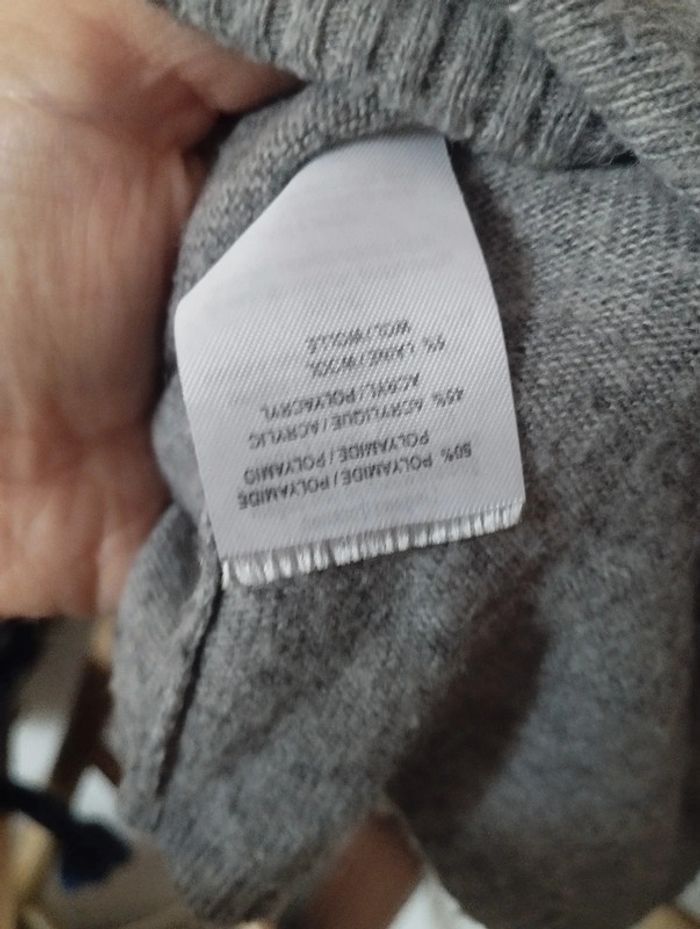 50% POLYAMIDE / POLYAMIDE
POLYAMIDE / POLYAMID
45% ACRYLIQUE / ACRYLIC
ACRYL / POLYACRYL
5% LAINE / WOOL
WOL / WOLLE